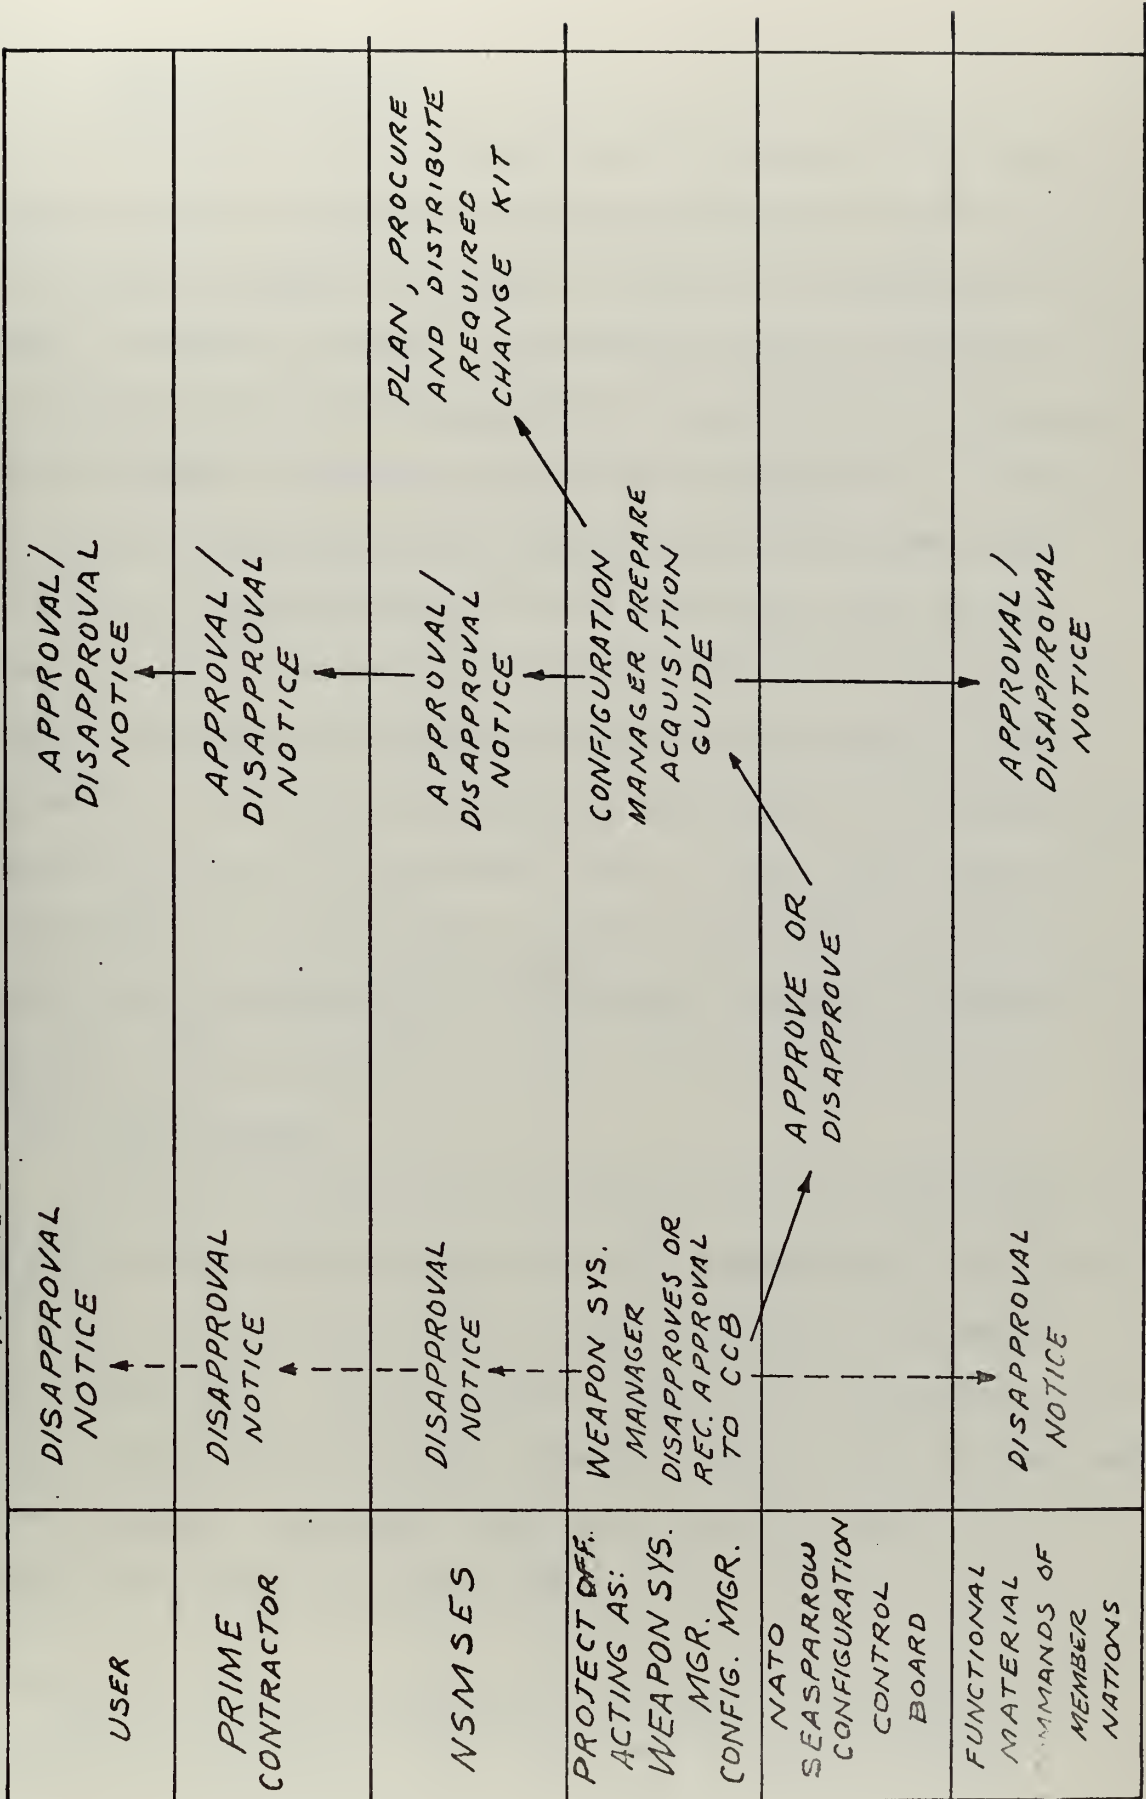 USER
DISAPPROVAL
NOTICE
APPROVAL/
DISAPPROVAL
NOTICE
PRIME
CONTRACTOR
DISAPPROVAL
NOTICE
APPROVAL/
DISAPPROVAL
NOTICE
NSMSES
DISAPPROVAL
NOTICE
APPROVAL/
DISAPPROVAL
NOTICE
PLAN, PROCURE
AND DISTRIBUTE
REQUIRED
CHANGE KIT
PROJECT OFF.
ACTING AS:
WEAPON SYS.
MGR.
CONFIG. MGR.
WEAPON SYS.
MANAGER
DISAPPROVES OR
REC. APPROVAL
TO CCB
CONFIGURATION
MANAGER PREPARE
ACQUISITION
GUIDE
NATO
SEASPARROW
CONFIGURATION
CONTROL
BOARD
APPROVE OR
DISAPPROVE
FUNCTIONAL
MATERIAL
OF
MEMBER
NATIONS
DISAPPROVAL
NOTICE
APPROVAL/
DISAPPROVAL
NOTICE